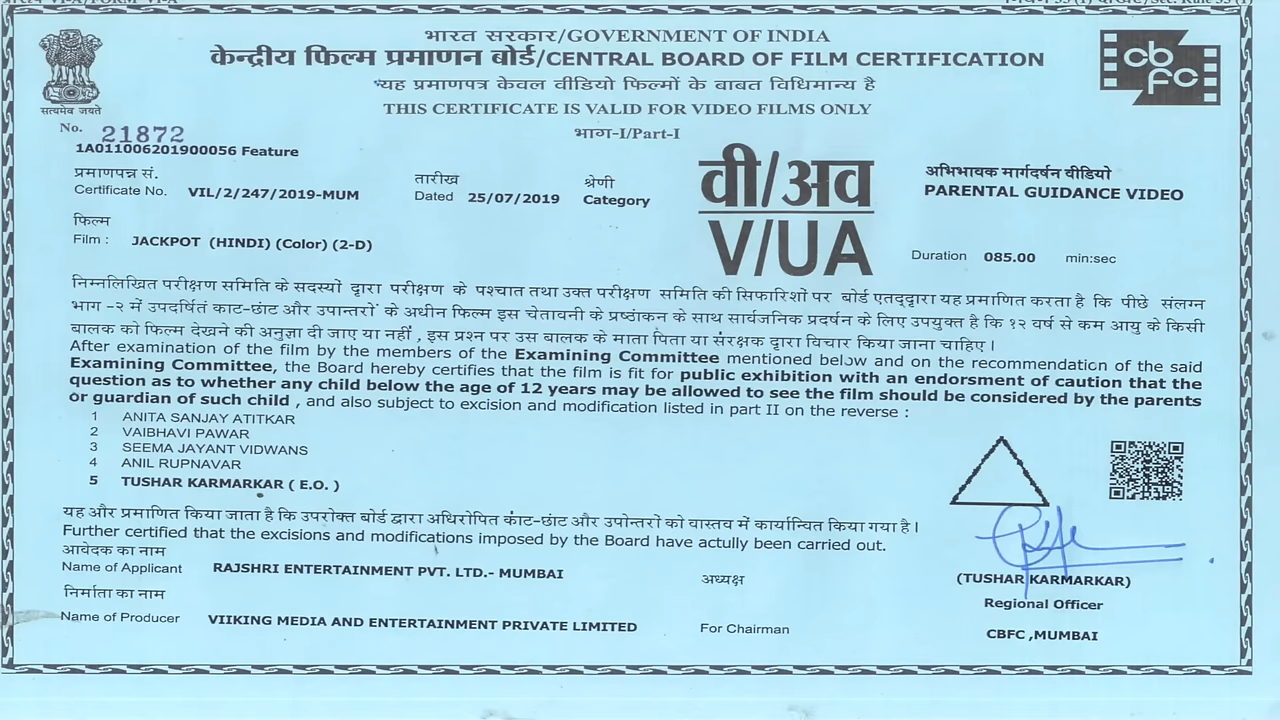 भारत सरकार/GOVERNMENT OF INDIA
केन्द्रीय फिल्म प्रमाणन बोर्ड/CENTRAL BOARD OF FILM CERTIFICATION
यह प्रमाणपत्र केवल वीडियो फिल्मों के बाबत विधिमान्य है
THIS CERTIFICATE IS VALID FOR VIDEO FILMS ONLY
भाग-I/Part-I
cb
fc
सत्यमेव जयते
No. 21872
1A011006201900056 Feature
प्रमाणपत्र सं.
Certificate No. VIL/2/247/2019-MUM
तारीख
Dated 25/07/2019
श्रेणी
Category
वी/अव
V/UA
अभिभावक मार्गदर्शन वीडियो
PARENTAL GUIDANCE VIDEO
फिल्म
Film : JACKPOT (HINDI) (Color) (2-D)
Duration 085.00 min:sec
निम्नलिखित परीक्षण समिति के सदस्यों द्वारा परीक्षण के पश्चात तथा उक्त परीक्षण समिति की सिफारिशों पर बोर्ड एतद्द्वारा यह प्रमाणित करता है कि पीछे संलग्न
भाग -२ में उपदर्षित काट-छांट और उपान्तरों के अधीन फिल्म इस चेतावनी के प्रष्ठांकन के साथ सार्वजनिक प्रदर्षन के लिए उपयुक्त है कि १२ वर्ष से कम आयु के किसी
बालक को फिल्म देखने की अनुज्ञा दी जाए या नहीं , इस प्रश्न पर उस बालक के माता पिता या संरक्षक द्वारा विचार किया जाना चाहिए ।
After examination of the film by the members of the Examining Committee mentioned below and on the recommendation of the said
Examining Committee, the Board hereby certifies that the film is fit for public exhibition with an endorsment of caution that the
question as to whether any child below the age of 12 years may be allowed to see the film should be considered by the parents
or guardian of such child , and also subject to excision and modification listed in part II on the reverse :
1 ANITA SANJAY ATITKAR
2 VAIBHAVI PAWAR
3 SEEMA JAYANT VIDWANS
4 ANIL RUPNAVAR
5 TUSHAR KARMARKAR ( E.O. )
यह और प्रमाणित किया जाता है कि उपरोक्त बोर्ड द्वारा अधिरोपित काट-छांट और उपोन्तरों को वास्तव में कार्यान्वित किया गया है ।
Further certified that the excisions and modifications imposed by the Board have actully been carried out.
आवेदक का नाम
Name of Applicant RAJSHRI ENTERTAINMENT PVT. LTD.- MUMBAI
अध्यक्ष
(TUSHAR KARMARKAR)
Regional Officer
निर्माता का नाम
Name of Producer VIIKING MEDIA AND ENTERTAINMENT PRIVATE LIMITED
For Chairman
CBFC ,MUMBAI